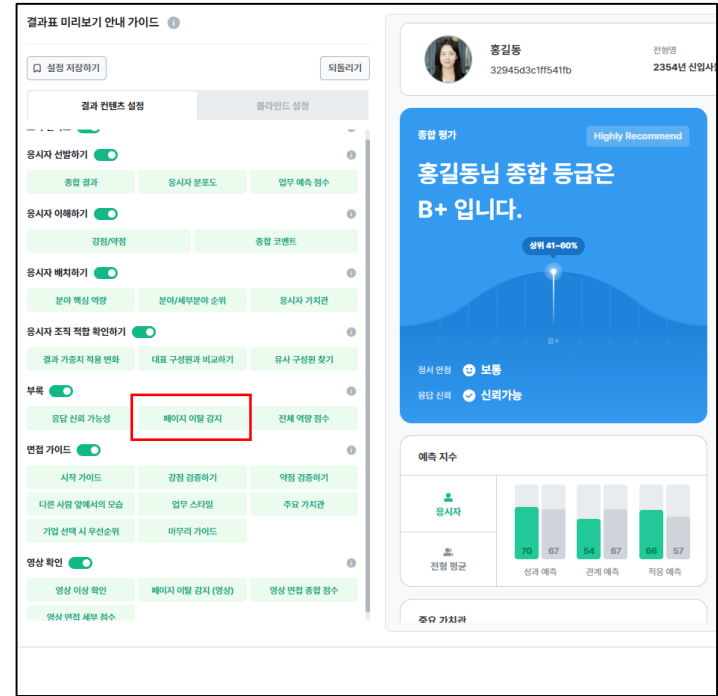 결과표 미리보기 안내 가이드
설정 저장하기
되돌리기
결과 컨텐츠 설정
블라인드 설정
응시자 선발하기
종합 결과
응시자 분포도
업무 예측 점수
응시자 이해하기
강점/약점
종합 코멘트
응시자 배치하기
분야 핵심 역량
분야/세부분야 순위
응시자 가치관
응시자 조직 적합 확인하기
결과 가중치 적용 변화
대표 구성원과 비교하기
유사 구성원 찾기
부록
응답 신뢰 가능성
페이지 이탈 감지
전체 역량 점수
면접 가이드
시작 가이드
강점 검증하기
약점 검증하기
다른 사람 앞에서의 모습
업무 스타일
주요 가치관
기업 선택 시 우선순위
마무리 가이드
영상 확인
영상 이상 확인
페이지 이탈 감지 (영상)
영상 면접 종합 점수
영상 면접 세부 점수
홍길동
32945d3c1ff541fb
전형명
2354년 신입사원
종합 평가
Highly Recommend
홍길동님 종합 등급은
B+ 입니다.
상위 41~60%
B+
정서 안정 보통
응답 신뢰 신뢰가능
예측 지수
응시자
전형 평균
70 67
54 67
66 57
성과 예측
관계 예측
적응 예측
중요 가치관